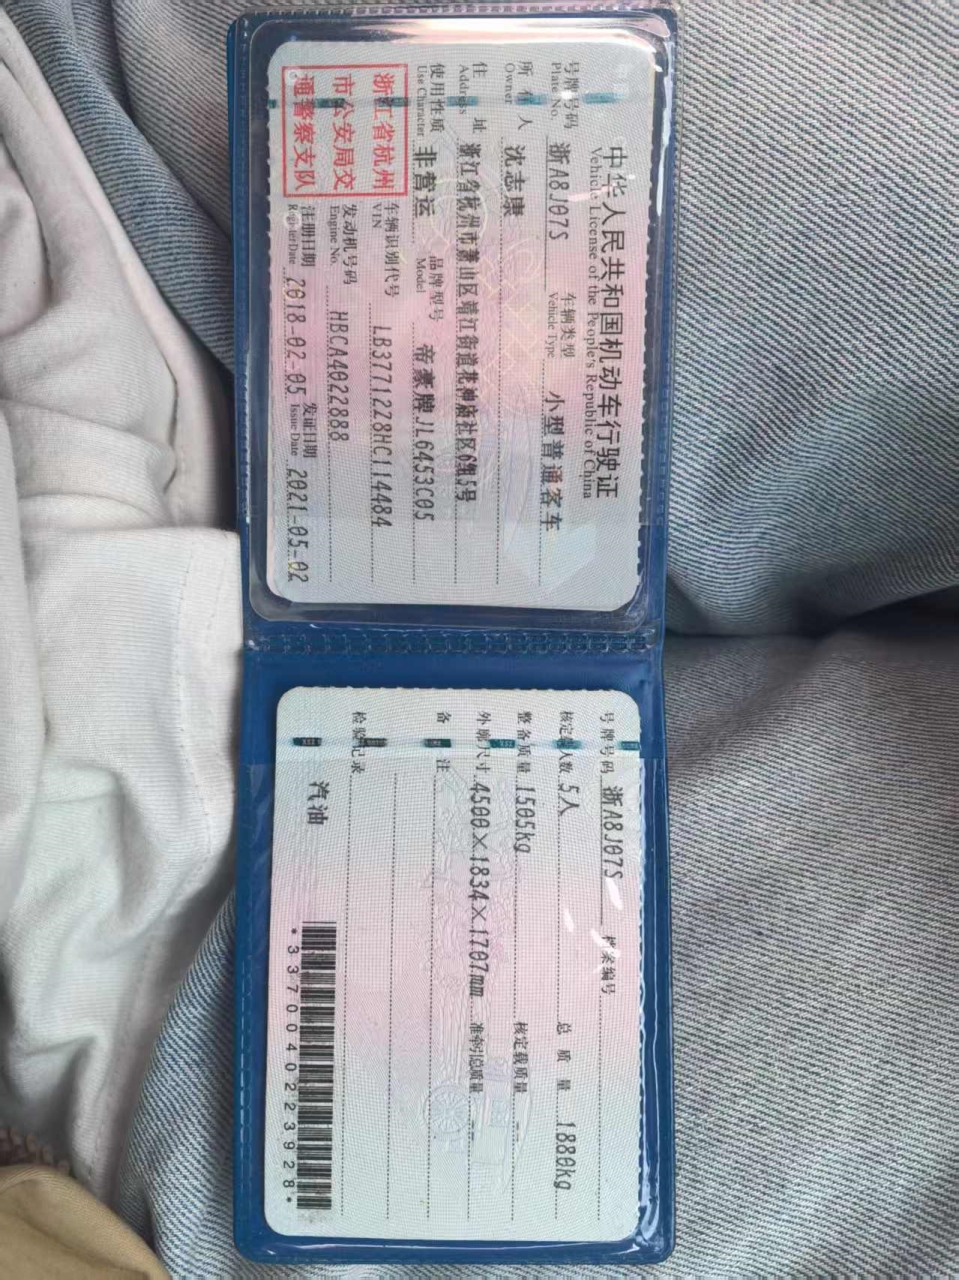 中华人民共和国机动车行驶证
Vehicle License of the People's Republic of China
号牌号码 浙A8J07S 车辆类型 小型普通客车
Plate No. Vehicle Type
所有人 沈志康
Owner
住址 浙江省杭州市萧山区靖江街道花神庙社区6组5号
Address
使用性质 非营运 品牌型号 帝豪牌JL6453C05
Use Character Model
浙江省杭州
市公安局交
通警察支队
车辆识别代号 LB37712Z8HC114484
VIN
发动机号码 HBCA4022888
Engine No.
注册日期 2018-02-05 发证日期 2021-05-02
Register Date Issue Date
号牌号码 浙A8J07S 档案编号
核定载人数 5人 总质量 1880kg
整备质量 1505kg 核定载质量 --
外廓尺寸 4500×1834×1707mm 准牵引总质量 --
备注
检验记录
汽油
*3370040223928*